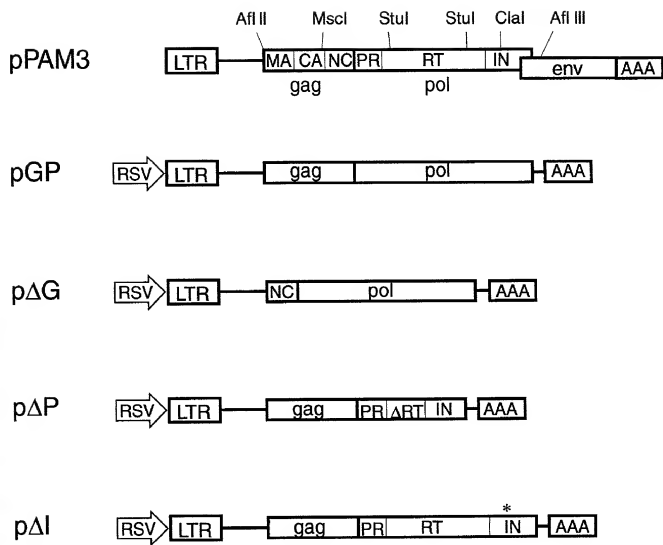 Afl II MscI StuI StuI ClaI Afl III
pPAM3 LTR MA CA NC PR RT IN env AAA
gag pol
pGP RSV LTR gag pol AAA
pΔG RSV LTR NC pol AAA
pΔP RSV LTR gag PR ΔRT IN AAA
*
pΔI RSV LTR gag PR RT IN AAA